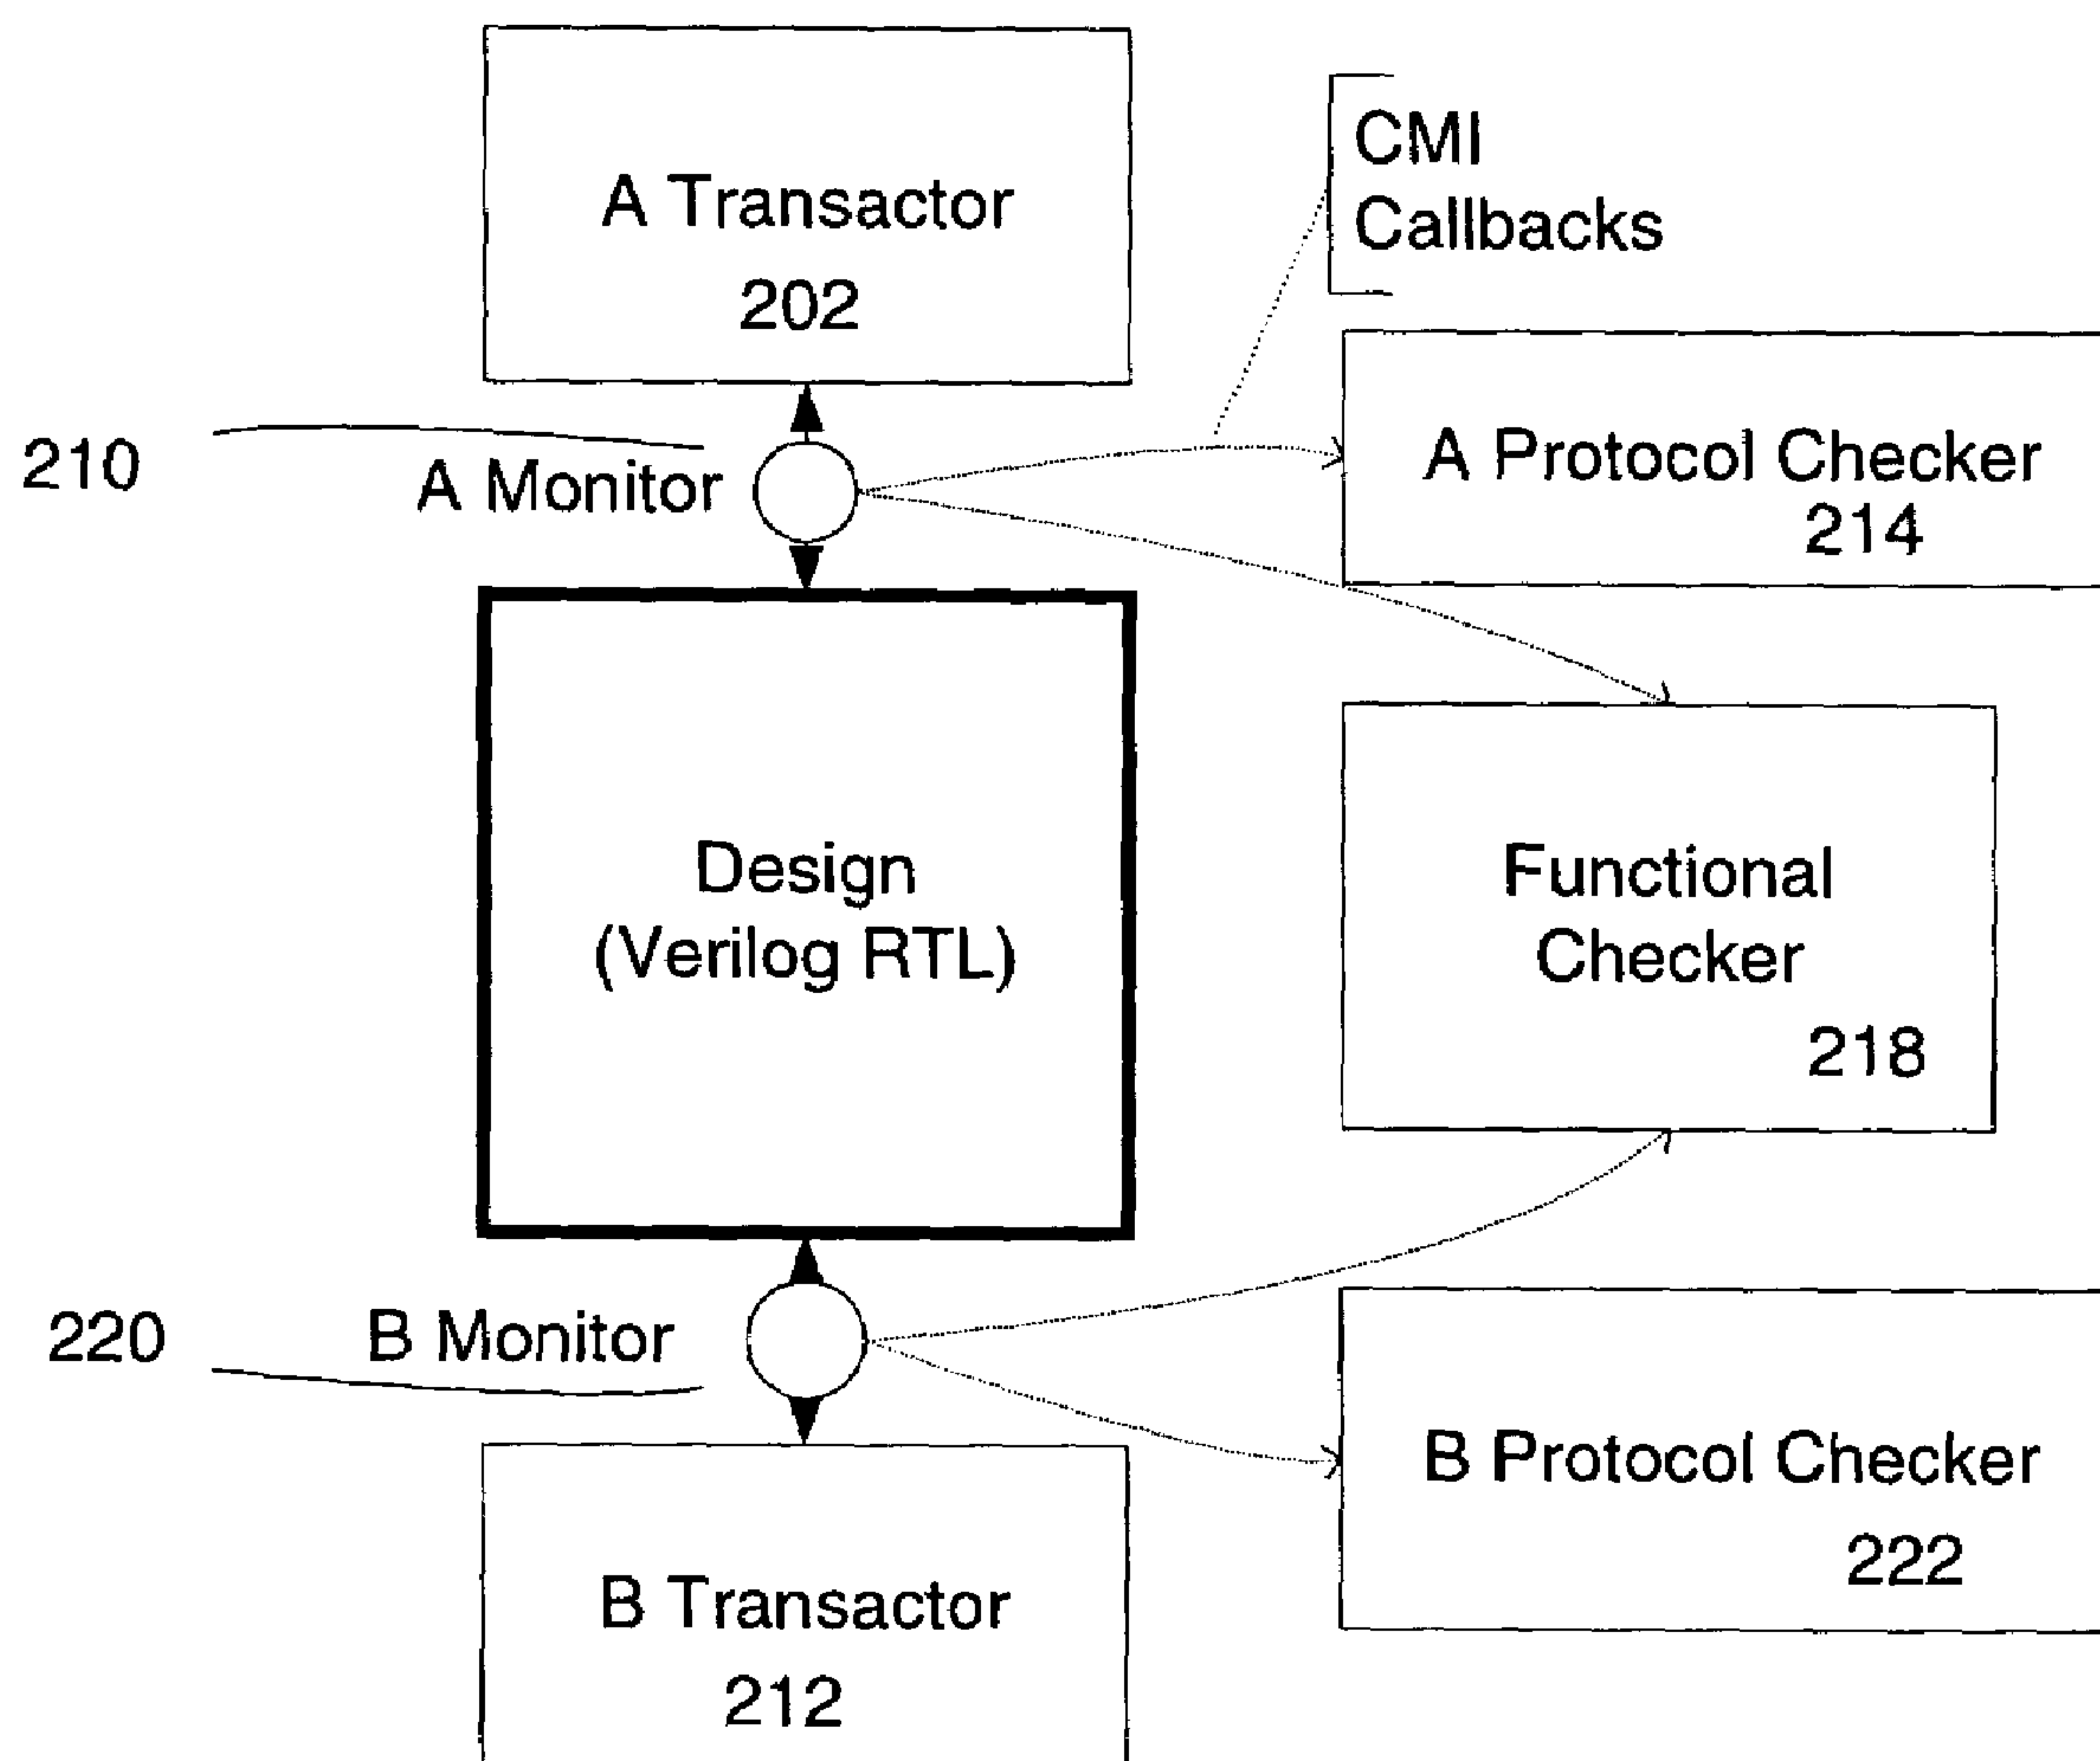 A Transactor
202
CMI
Callbacks
210
A Monitor
A Protocol Checker
214
Design
(Verilog RTL)
Functional
Checker
218
220
B Monitor
B Protocol Checker
222
B Transactor
212